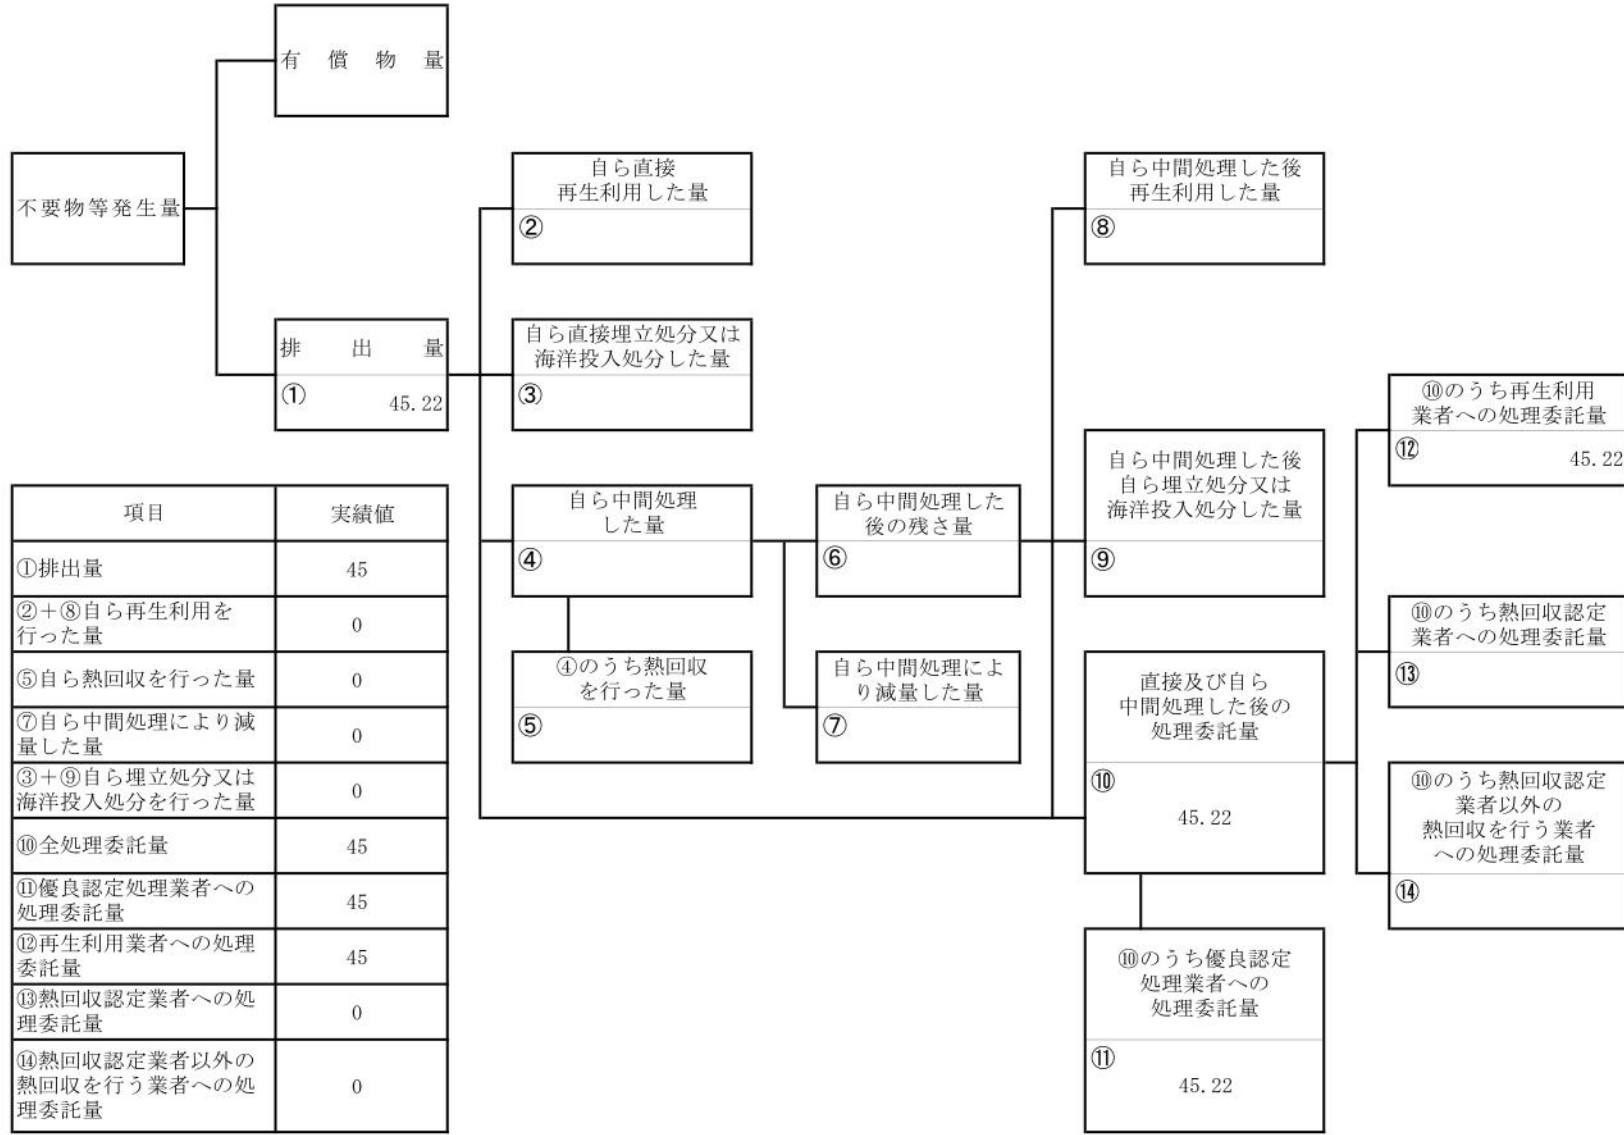 有償物量
不要物等発生量
排出量
①
45.22
自ら直接
再生利用した量
②
自ら直接埋立処分又は
海洋投入処分した量
③
自ら中間処理
した量
④
④のうち熱回収
を行った量
⑤
自ら中間処理した
後の残さ量
⑥
自ら中間処理によ
り減量した量
⑦
自ら中間処理した後
再生利用した量
⑧
自ら中間処理した後
自ら埋立処分又は
海洋投入処分した量
⑨
直接及び自ら
中間処理した後の
処理委託量
⑩
45.22
⑩のうち優良認定
処理業者への
処理委託量
⑪
45.22
⑩のうち再生利用
業者への処理委託量
⑫
45.22
⑩のうち熱回収認定
業者への処理委託量
⑬
⑩のうち熱回収認定
業者以外の
熱回収を行う業者
への処理委託量
⑭
項目 実績値
①排出量 45
②+⑧自ら再生利用を
行った量 0
⑤自ら熱回収を行った量 0
⑦自ら中間処理により減
量した量 0
③+⑨自ら埋立処分又は
海洋投入処分を行った量 0
⑩全処理委託量 45
⑪優良認定処理業者への
処理委託量 45
⑫再生利用業者への処理
委託量 45
⑬熱回収認定業者への処
理委託量 0
⑭熱回収認定業者以外の
熱回収を行う業者への処
理委託量 0